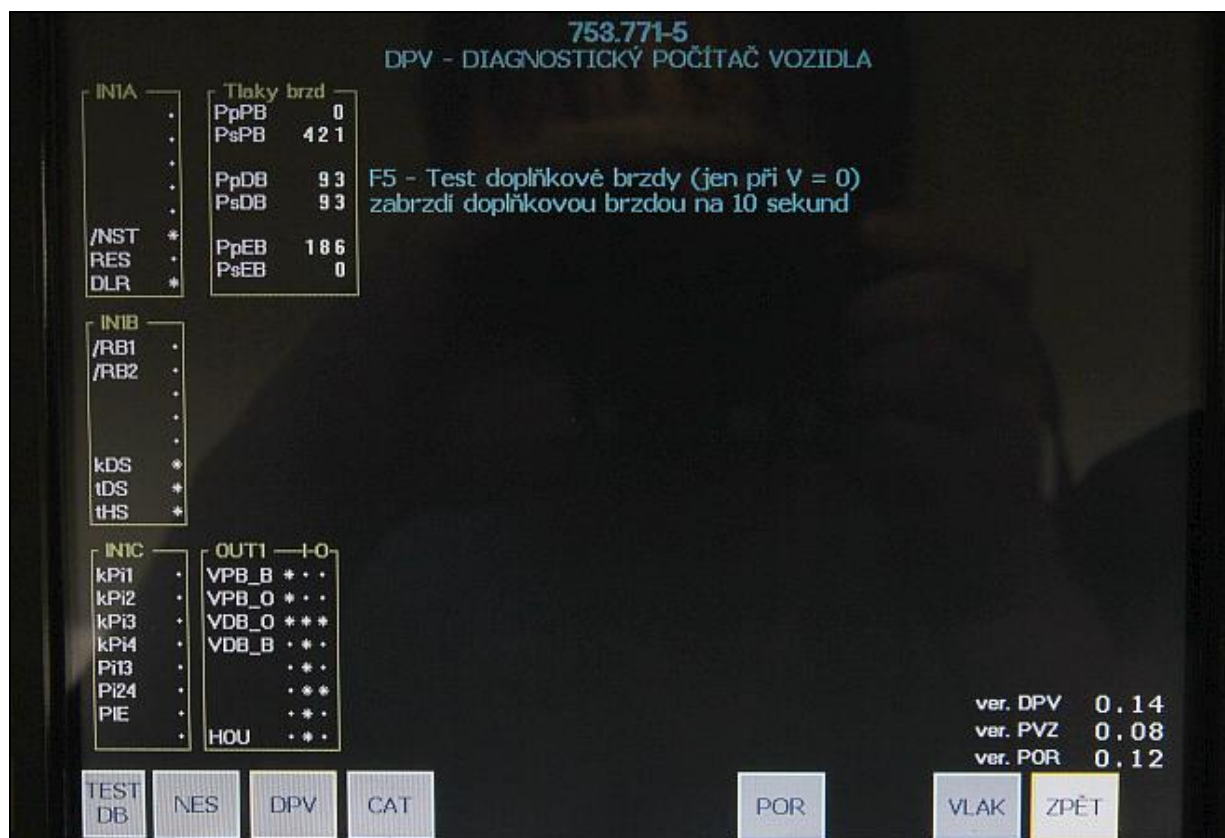 753.771-5
DPV - DIAGNOSTICKÝ POČÍTAČ VOZIDLA
IN1A
/NST *
RES ·
DLR *
Tlaky brzd
PpPB 0
PsPB 421
PpDB 93
PsDB 93
PpEB 186
PsEB 0
F5 - Test doplňkové brzdy (jen při V = 0)
zabrzdí doplňkovou brzdou na 10 sekund
IN1B
/RB1 ·
/RB2 ·
kDS *
tDS *
tHS *
IN1C
kPi1 ·
kPi2 ·
kPi3 ·
kPi4 ·
Pi13 ·
Pi24 ·
PIE ·
OUT1 I-O
VPB_B * · ·
VPB_O * · ·
VDB_O * * *
VDB_B · * ·
· * ·
· * *
· * ·
HOU · * ·
ver. DPV 0.14
ver. PVZ 0.08
ver. POR 0.12
TEST DB
NES
DPV
CAT
POR
VLAK
ZPĚT